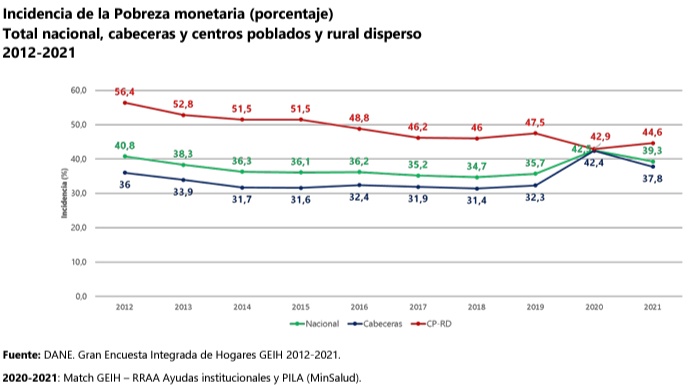 Incidencia de la Pobreza monetaria (porcentaje)
Total nacional, cabeceras y centros poblados y rural disperso
2012-2021
60,0
50,0
40,0
30,0
20,0
10,0
0,0
Incidencia (%)
56,4 52,8 51,5 51,5 48,8 46,2 46 47,5 42,9 44,6
40,8 38,3 36,3 36,1 36,2 35,2 34,7 35,7 39,3
36 33,9 31,7 31,6 32,4 31,9 31,4 32,3 42,4 37,8
2012 2013 2014 2015 2016 2017 2018 2019 2020 2021
Nacional Cabeceras CP-RD
Fuente: DANE. Gran Encuesta Integrada de Hogares GEIH 2012-2021.
2020-2021: Match GEIH – RRAA Ayudas institucionales y PILA (MinSalud).